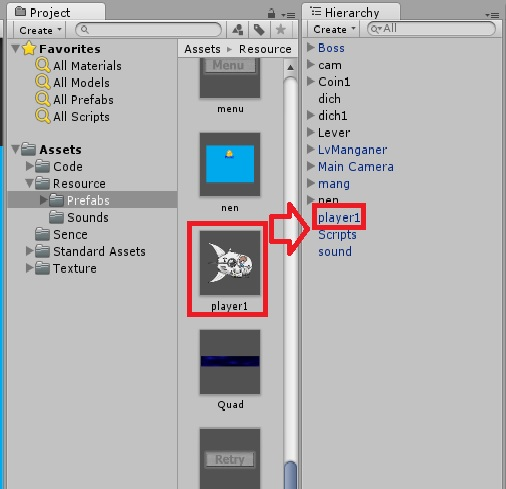 Project
Create
Favorites
All Materials
All Models
All Prefabs
All Scripts
Assets
Code
Resource
Prefabs
Sounds
Sence
Standard Assets
Texture
Assets ▸ Resource
Menu
menu
nen
player1
Quad
Retry
Hierarchy
Create All
Boss
cam
Coin1
dich
dich1
Lever
LvManganer
Main Camera
mang
nen
player1
Scripts
sound